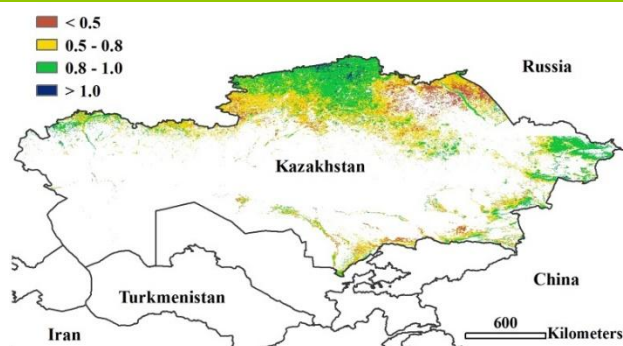 < 0.5
0.5 - 0.8
0.8 - 1.0
> 1.0
Russia
Kazakhstan
China
Turkmenistan
Iran
600
Kilometers